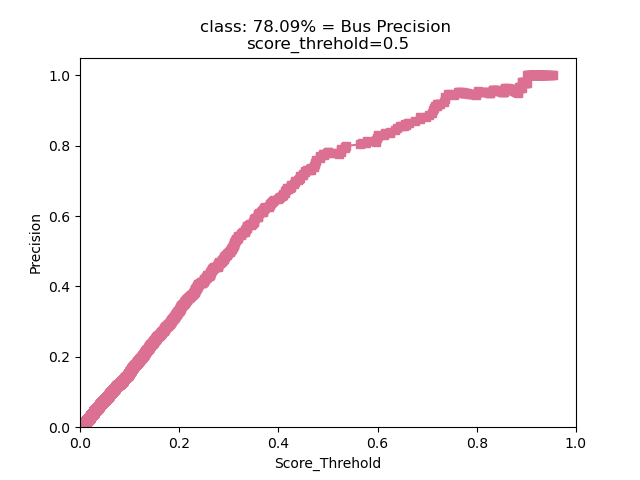 class: 78.09% = Bus Precision
score_threhold=0.5
Precision
1.0
0.8
0.6
0.4
0.2
0.0
0.0 0.2 0.4 0.6 0.8 1.0
Score_Threhold